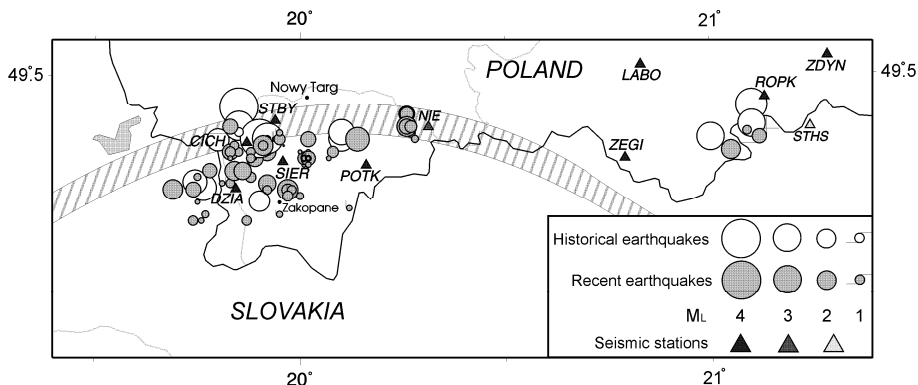 20° 21°
49°.5 49°.5
POLAND
Nowy Targ
STBY
NIE
CICH
SIER
POTK
DZIA
Zakopane
LABO
ZDYN
ROPK
STHS
ZEGI
SLOVAKIA
Historical earthquakes
Recent earthquakes
ML 4 3 2 1
Seismic stations
20° 21°